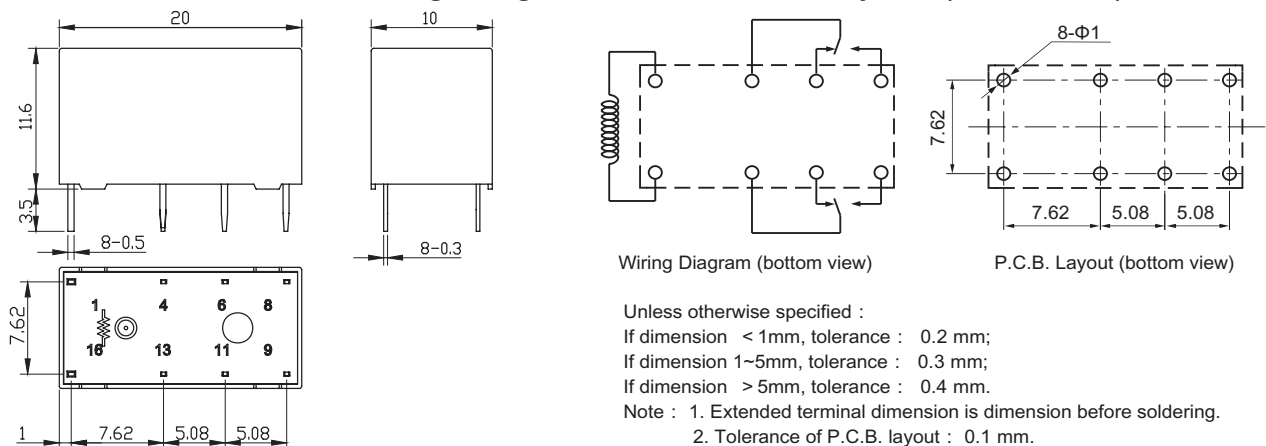 20
10
11.6
3.5
8-0.5
8-0.3
7.62
1 4 6 8
16 13 11 9
1 7.62 5.08 5.08
Wiring Diagram (bottom view)
8-Φ1
7.62
7.62 5.08 5.08
P.C.B. Layout (bottom view)
Unless otherwise specified :
If dimension < 1mm, tolerance : 0.2 mm;
If dimension 1~5mm, tolerance : 0.3 mm;
If dimension > 5mm, tolerance : 0.4 mm.
Note : 1. Extended terminal dimension is dimension before soldering.
2. Tolerance of P.C.B. layout : 0.1 mm.